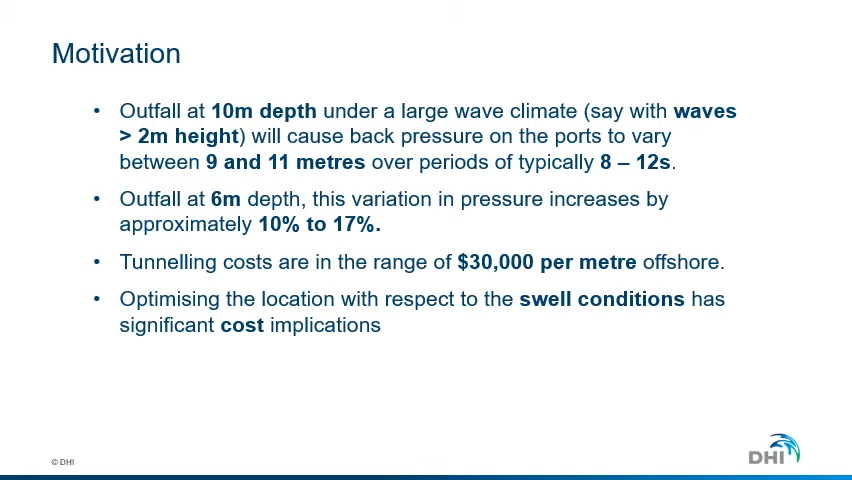 Motivation
• Outfall at 10m depth under a large wave climate (say with waves
> 2m height) will cause back pressure on the ports to vary
between 9 and 11 metres over periods of typically 8 – 12s.
• Outfall at 6m depth, this variation in pressure increases by
approximately 10% to 17%.
• Tunnelling costs are in the range of $30,000 per metre offshore.
• Optimising the location with respect to the swell conditions has
significant cost implications
© DHI
DHI